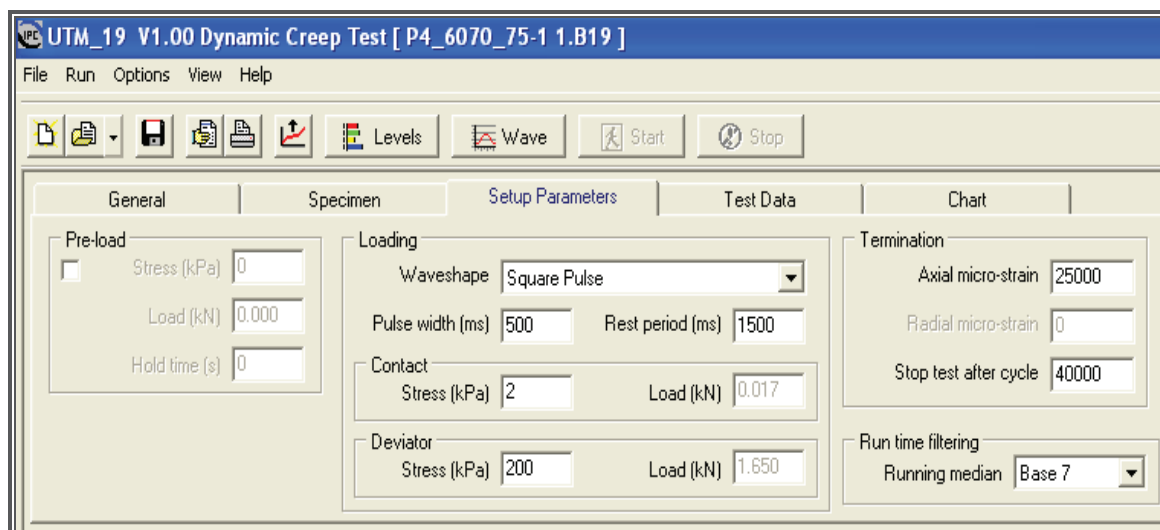 IPC UTM_19 V1.00 Dynamic Creep Test [ P4_6070_75-1 1.B19 ]
File Run Options View Help
Levels Wave Start Stop
General Specimen Setup Parameters Test Data Chart
Pre-load
Stress (kPa) 0
Load (kN) 0.000
Hold time (s) 0
Loading
Waveshape Square Pulse
Pulse width (ms) 500 Rest period (ms) 1500
Contact
Stress (kPa) 2 Load (kN) 0.017
Deviator
Stress (kPa) 200 Load (kN) 1.650
Termination
Axial micro-strain 25000
Radial micro-strain 0
Stop test after cycle 40000
Run time filtering
Running median Base 7